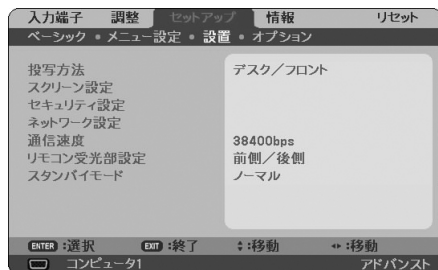 入力端子 調整 セットアップ 情報 リセット
ベーシック • メニュー設定 • 設置 • オプション
投写方法 デスク／フロント
スクリーン設定
セキュリティ設定
ネットワーク設定
通信速度 38400bps
リモコン受光部設定 前側／後側
スタンバイモード ノーマル
ENTER :選択 EXIT :終了 :移動 :移動
コンピュータ1 アドバンスト